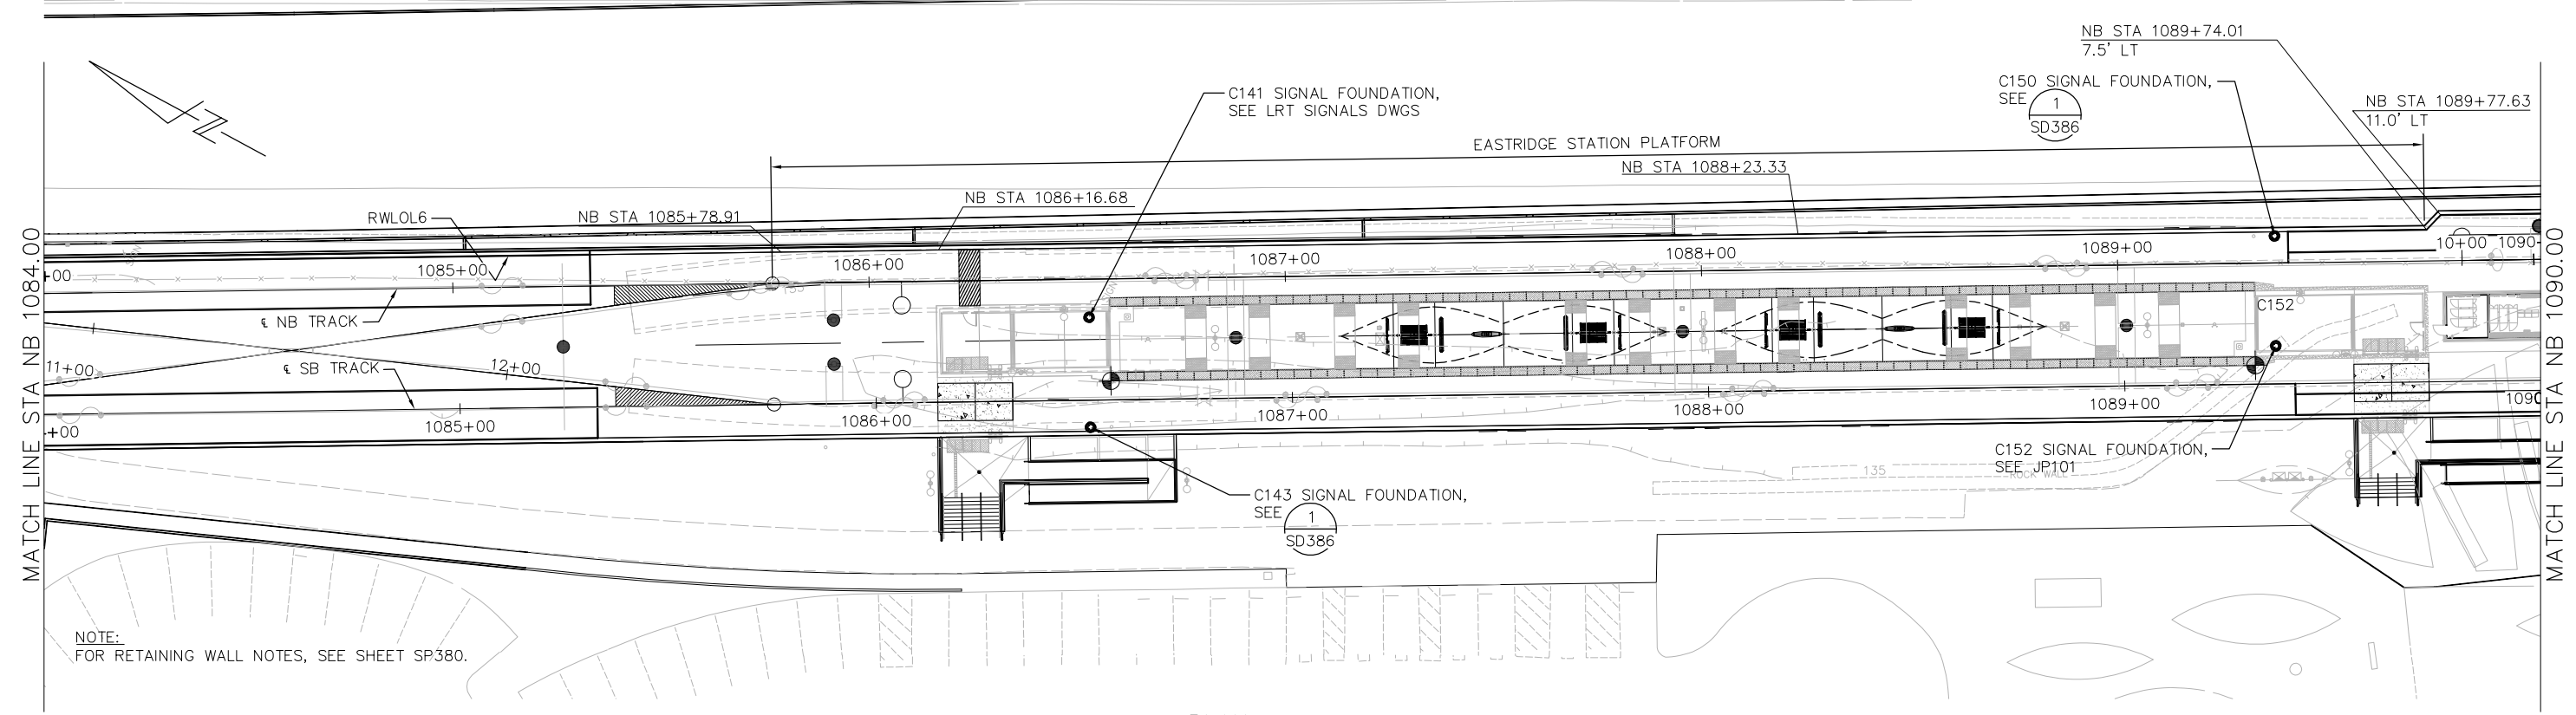 NB STA 1089+74.01
7.5' LT
C150 SIGNAL FOUNDATION,
SEE 1
SD386
NB STA 1089+77.63
11.0' LT
C141 SIGNAL FOUNDATION,
SEE LRT SIGNALS DWGS
EASTRIDGE STATION PLATFORM
NB STA 1088+23.33
NB STA 1086+16.68
RWLOL6
NB STA 1085+78.91
MATCH LINE STA NB 1084.00
MATCH LINE STA NB 1090.00
+00
1085+00
1086+00
1087+00
1088+00
1089+00
10+00
1090
℄ NB TRACK
C152
11+00
12+00
℄ SB TRACK
+00
1085+00
1086+00
1087+00
1088+00
1089+00
1090
C152 SIGNAL FOUNDATION,
SEE JP101
135
ROCK WALL
C143 SIGNAL FOUNDATION,
SEE 1
SD386
NOTE:
FOR RETAINING WALL NOTES, SEE SHEET SP380.